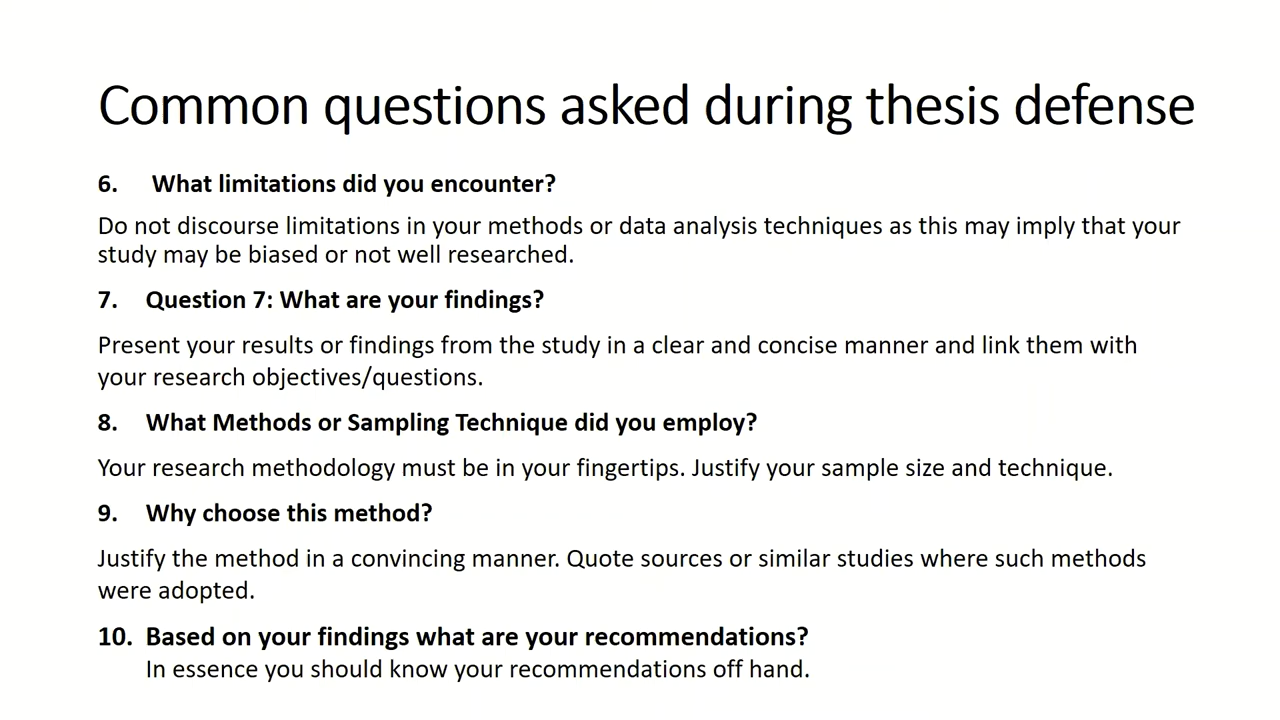 Common questions asked during thesis defense
6. What limitations did you encounter?
Do not discourse limitations in your methods or data analysis techniques as this may imply that your
study may be biased or not well researched.
7. Question 7: What are your findings?
Present your results or findings from the study in a clear and concise manner and link them with
your research objectives/questions.
8. What Methods or Sampling Technique did you employ?
Your research methodology must be in your fingertips. Justify your sample size and technique.
9. Why choose this method?
Justify the method in a convincing manner. Quote sources or similar studies where such methods
were adopted.
10. Based on your findings what are your recommendations?
In essence you should know your recommendations off hand.